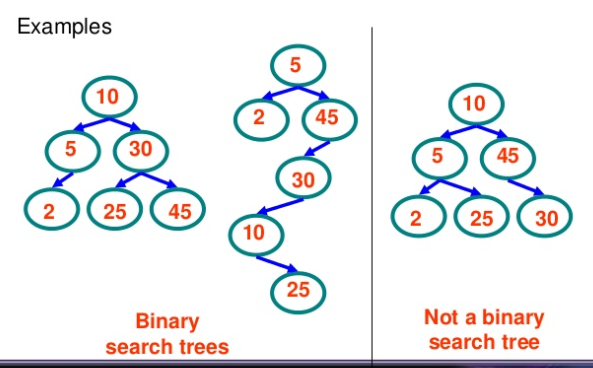 Examples
10
5 30
2 25 45
5
2 45
30
10
25
Binary
search trees
10
5 45
2 25 30
Not a binary
search tree